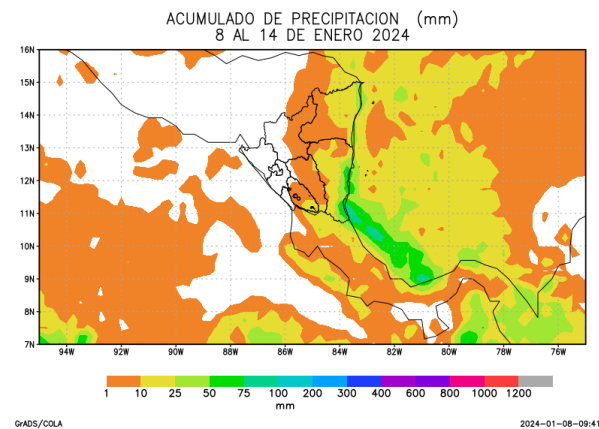 ACUMULADO DE PRECIPITACION (mm)
8 AL 14 DE ENERO 2024
16N
15N
14N
13N
12N
11N
10N
9N
8N
7N
94W 92W 90W 88W 86W 84W 82W 80W 78W 76W
1 10 25 50 75 100 200 300 400 600 800 1000 1200
mm
GrADS/COLA 2024-01-08-09:41